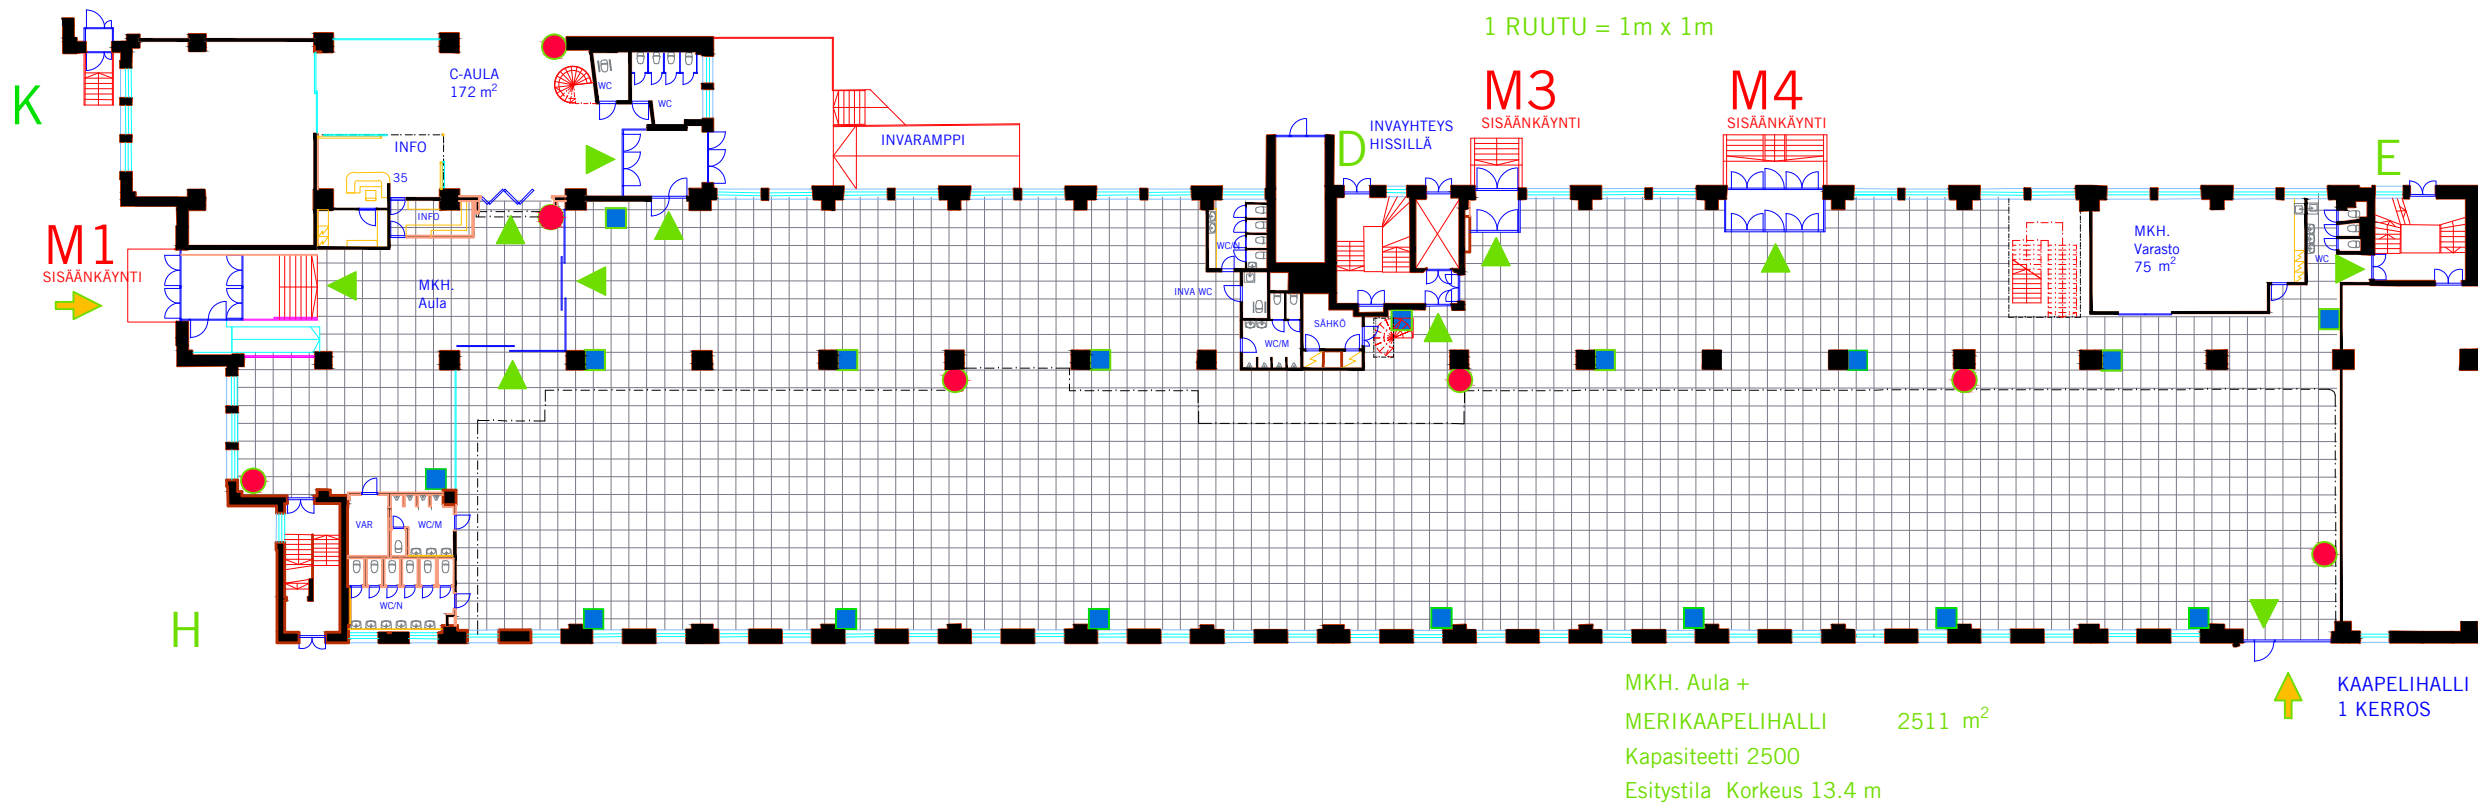 1 RUUTU = 1m x 1m
K
C-AULA
172 m²
WC
WC
INFO
35
INFO
INVARAMPPI
M1
SISÄÄNKÄYNTI
MKH.
Aula
D
INVAYHTEYS
HISSILLÄ
M3
SISÄÄNKÄYNTI
M4
SISÄÄNKÄYNTI
E
WC/N
INVA WC
SÄHKÖ
WC/M
MKH.
Varasto
75 m²
WC
VAR
WC/M
WC/N
H
MKH. Aula +
MERIKAAPELIHALLI 2511 m²
Kapasiteetti 2500
Esitystila Korkeus 13.4 m
KAAPELIHALLI
1 KERROS